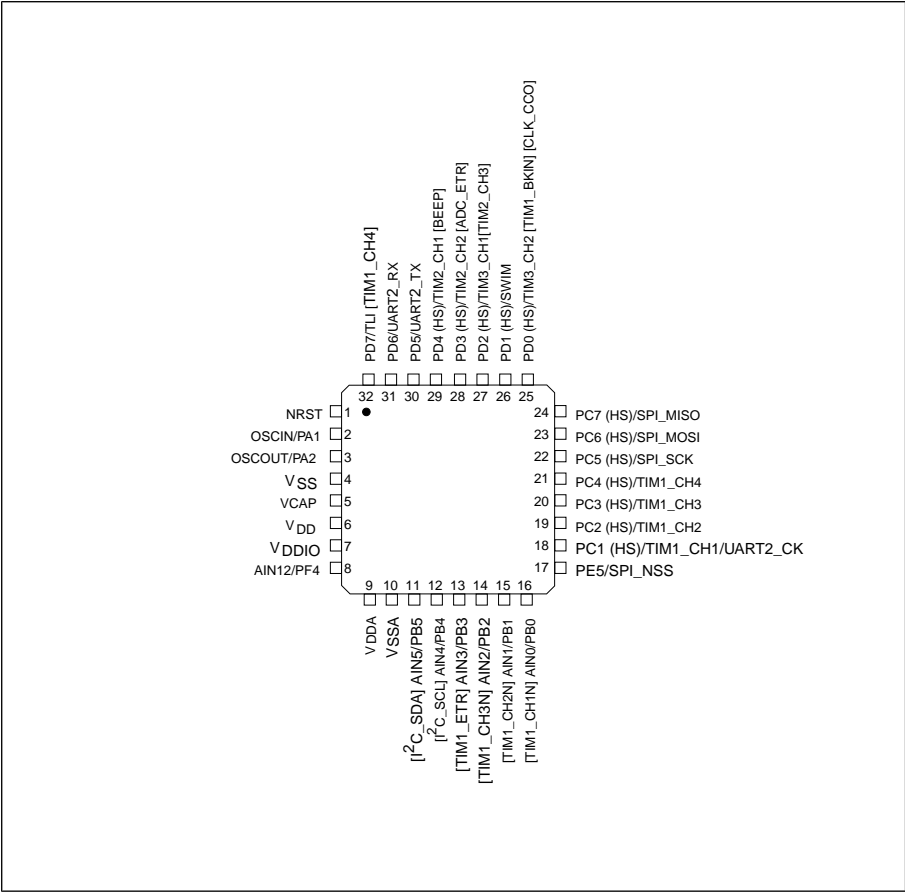 PD7/TLI [TIM1_CH4]
PD6/UART2_RX
PD5/UART2_TX
PD4 (HS)/TIM2_CH1 [BEEP]
PD3 (HS)/TIM2_CH2 [ADC_ETR]
PD2 (HS)/TIM3_CH1[TIM2_CH3]
PD1 (HS)/SWIM
PD0 (HS)/TIM3_CH2 [TIM1_BKIN] [CLK_CCO]
32 31 30 29 28 27 26 25
NRST 1
OSCIN/PA1 2
OSCOUT/PA2 3
VSS 4
VCAP 5
VDD 6
VDDIO 7
AIN12/PF4 8
24 PC7 (HS)/SPI_MISO
23 PC6 (HS)/SPI_MOSI
22 PC5 (HS)/SPI_SCK
21 PC4 (HS)/TIM1_CH4
20 PC3 (HS)/TIM1_CH3
19 PC2 (HS)/TIM1_CH2
18 PC1 (HS)/TIM1_CH1/UART2_CK
17 PE5/SPI_NSS
9 10 11 12 13 14 15 16
VDDA
VSSA
[I²C_SDA] AIN5/PB5
[I²C_SCL] AIN4/PB4
[TIM1_ETR] AIN3/PB3
[TIM1_CH3N] AIN2/PB2
[TIM1_CH2N] AIN1/PB1
[TIM1_CH1N] AIN0/PB0